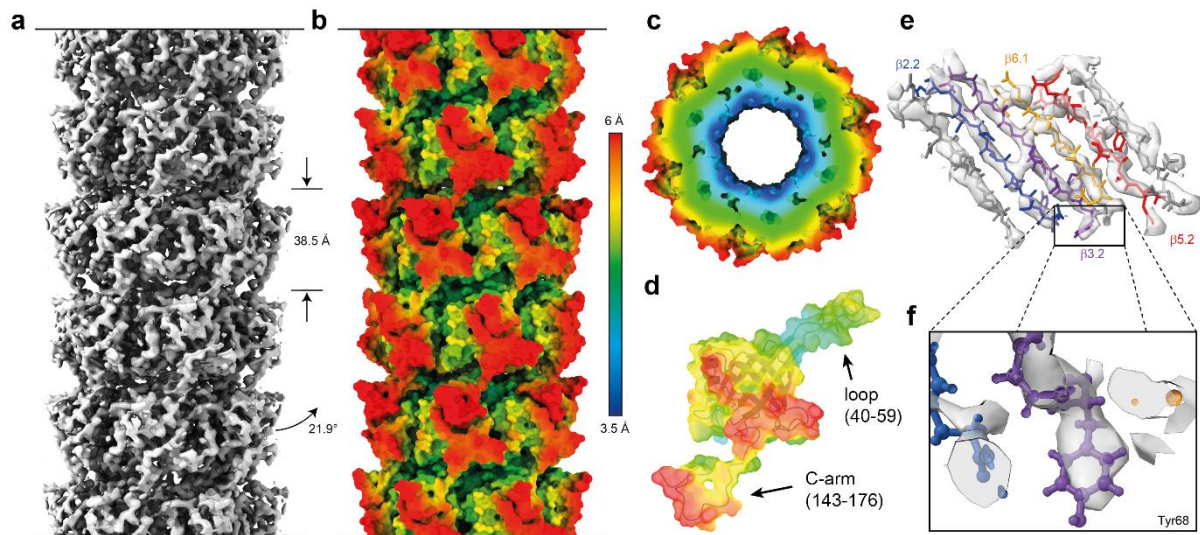 a
b
c
d
e
f
38.5 Å
21.9°
6 Å
3.5 Å
loop
(40-59)
C-arm
(143-176)
β2.2
β6.1
β3.2
β5.2
Tyr68